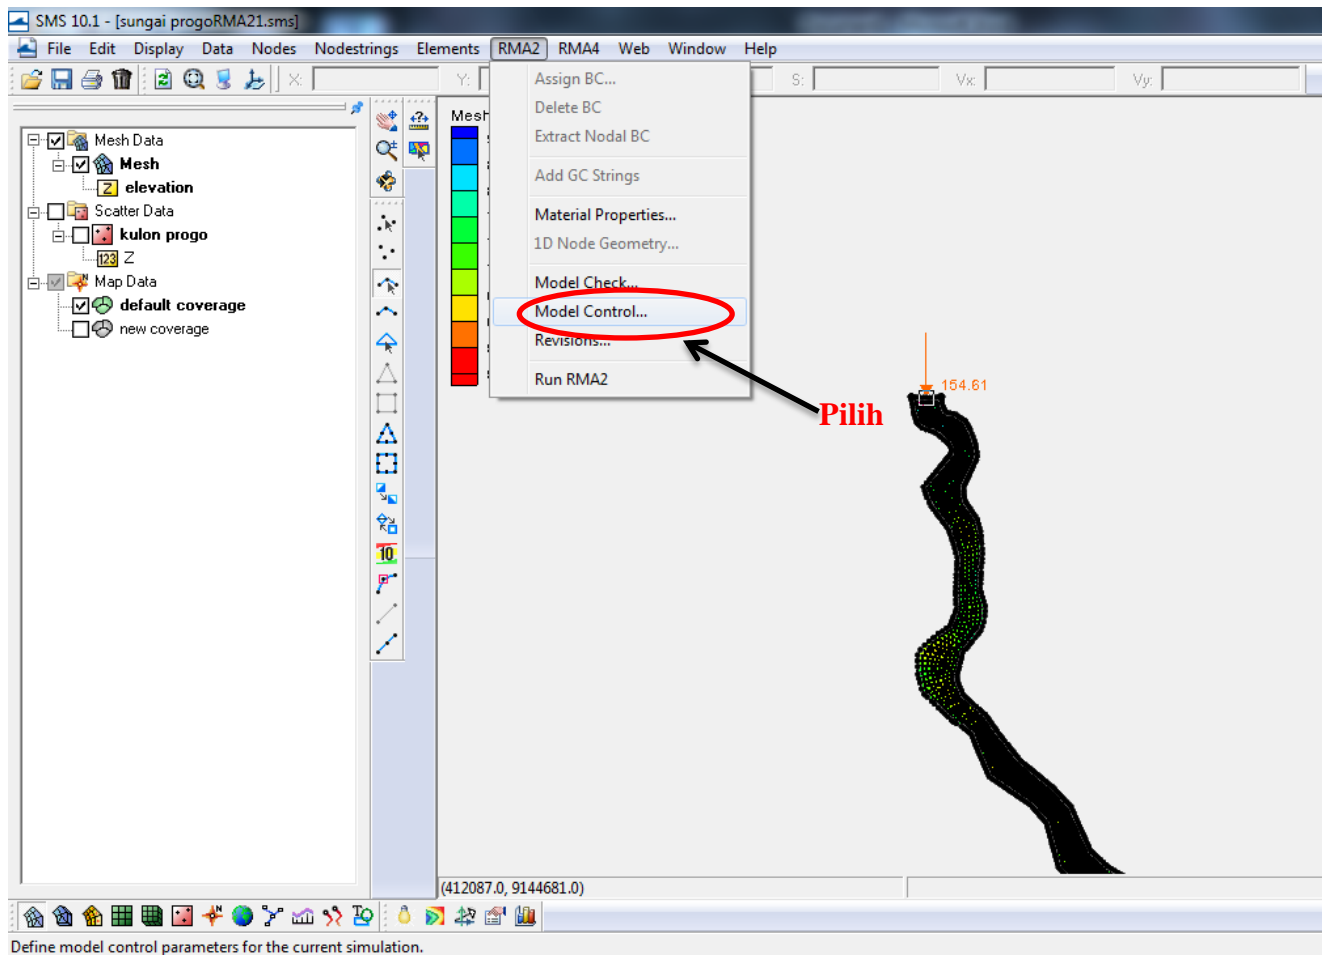 SMS 10.1 - [sungai progoRMA21.sms]
File Edit Display Data Nodes Nodestrings Elements RMA2 RMA4 Web Window Help
X: Y: S: Vx: Vy:
Assign BC...
Delete BC
Extract Nodal BC
Add GC Strings
Material Properties...
1D Node Geometry...
Model Check...
Model Control...
Revisions...
Run RMA2
Mesh Data
Mesh
Z elevation
Scatter Data
kulon progo
123 Z
Map Data
default coverage
new coverage
10
Mesh
154.61
Pilih
(412087.0, 9144681.0)
Define model control parameters for the current simulation.